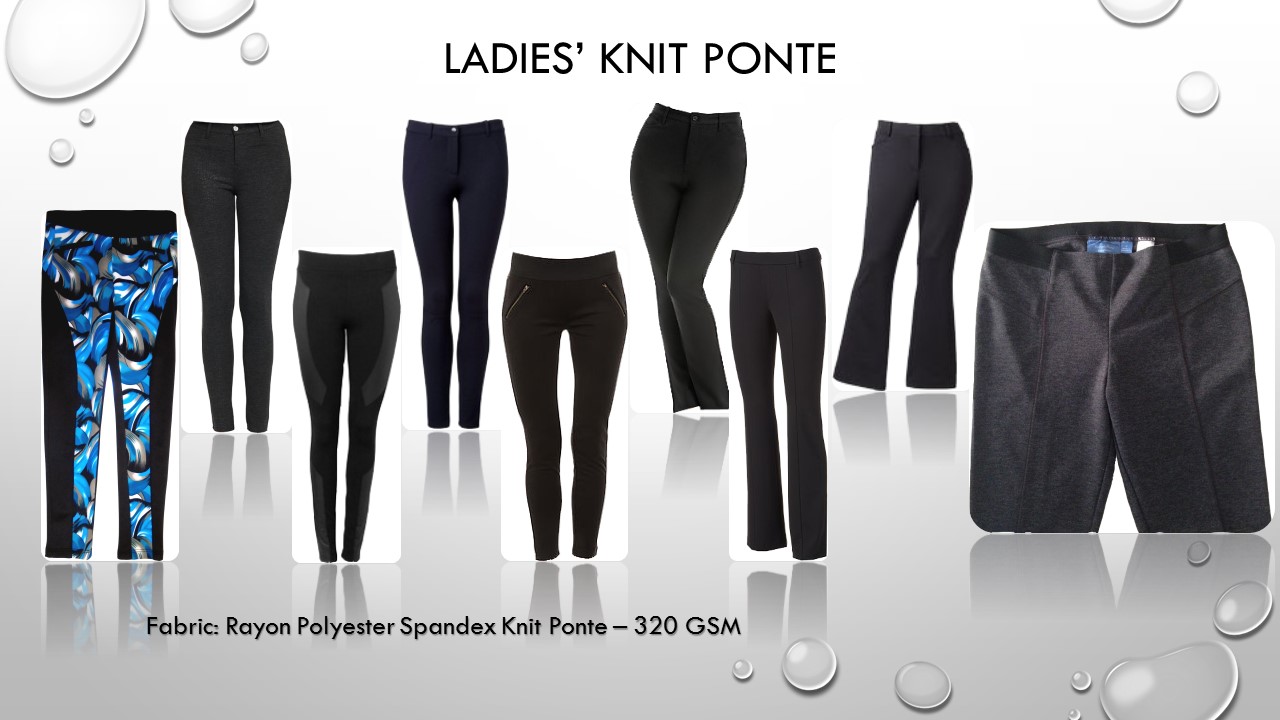 LADIES’ KNIT PONTE
Fabric: Rayon Polyester Spandex Knit Ponte – 320 GSM